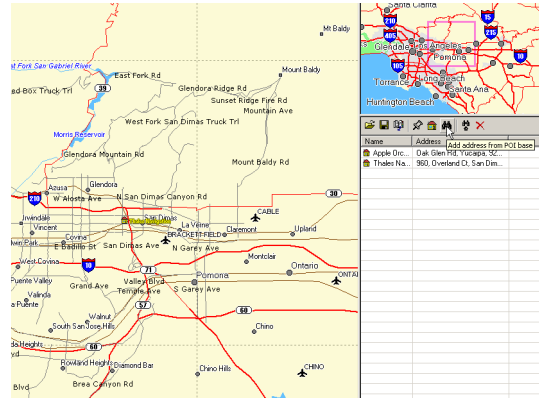 Mt Baldy
East Fork San Gabriel River
East Fork Rd
Mount Baldy
39
Glendora Ridge Rd
Red Box Truck Trl
Sunset Ridge Fire Rd
Mountain Ave
West Fork San Dimas Truck Trl
Morris Reservoir
Glendora Mountain Rd
Mount Baldy Rd
Azusa
Glendora
30
W Alosta Ave
N San Dimas Canyon Rd
210
CABLE
Irwindale
San Dimas
Vincent
La Verne
BRACKETT FIELD
Claremont
Upland
Covina
E Badillo St
San Dimas Ave
N Garey Ave
West Covina
10
Montclair
Ontario
71
Puente Valley
Grand Ave
Valley Blvd
Pomona
ONTA
Valinda
Temple Ave
S Garey Ave
a Puente
57
60
Walnut
South San Jose Hills
Chino
60
Rowland Heights
Diamond Bar
Chino Hills
CHINO
Blvd
Brea Canyon Rd
Santa Clarita
210
15
405
215
Glendale
Los Angeles
Pomona
10
105
Torrance
Long Beach
Santa Ana
Huntington Beach
Add address from POI base
Name
Address
Apple Orc...
Oak Glen Rd, Yucaipa, 92...
Thales Na...
960, Overland Ct, San Dim...